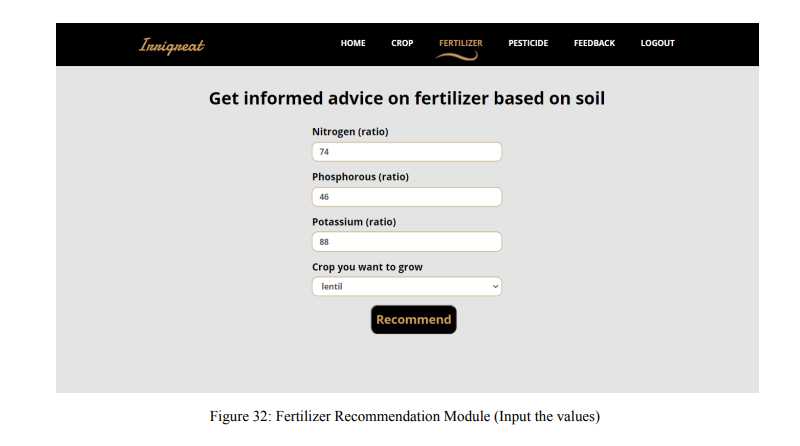 Irrigreat
HOME CROP FERTILIZER PESTICIDE FEEDBACK LOGOUT
Get informed advice on fertilizer based on soil
Nitrogen (ratio)
74
Phosphorous (ratio)
46
Potassium (ratio)
88
Crop you want to grow
lentil
Recommend
Figure 32: Fertilizer Recommendation Module (Input the values)